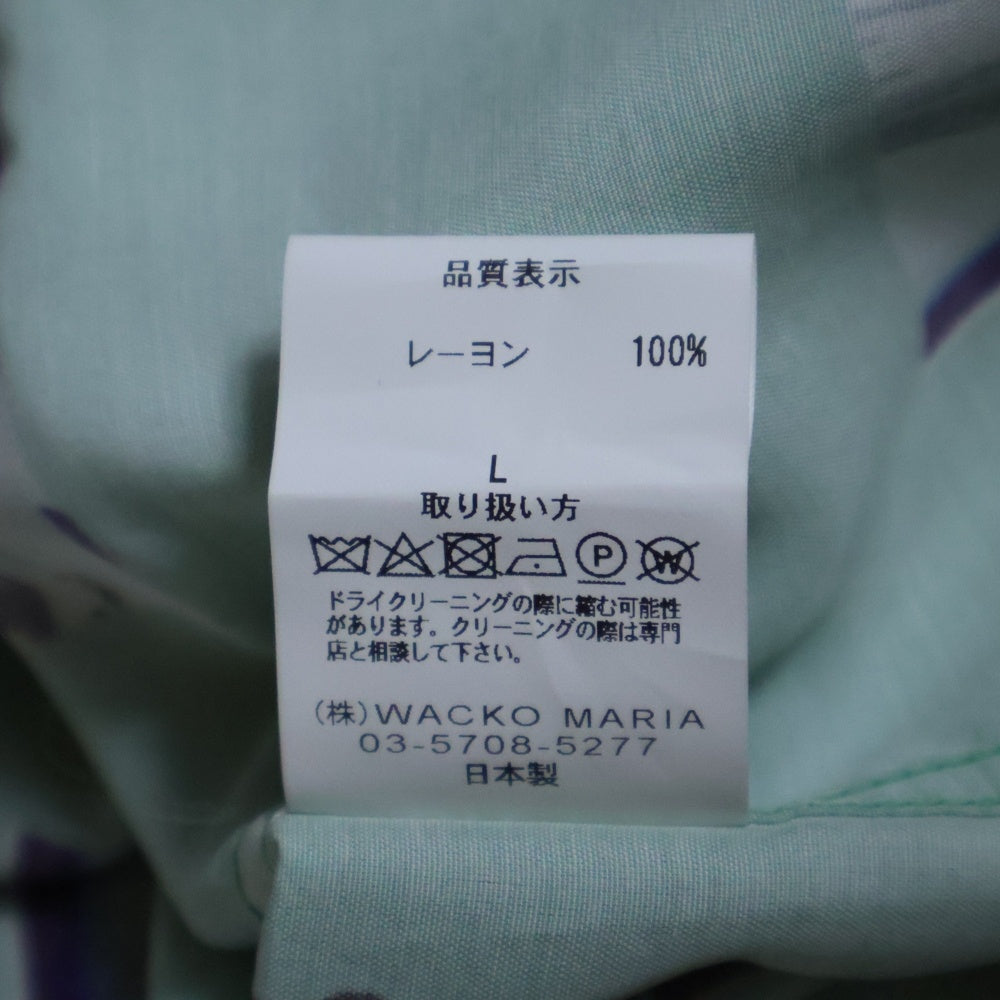 品質表示
レーヨン 100%
L
取り扱い方
P
W
ドライクリーニングの際に縮む可能性
があります。クリーニングの際は専門
店と相談して下さい。
(株)WACKO MARIA
03-5708-5277
日本製